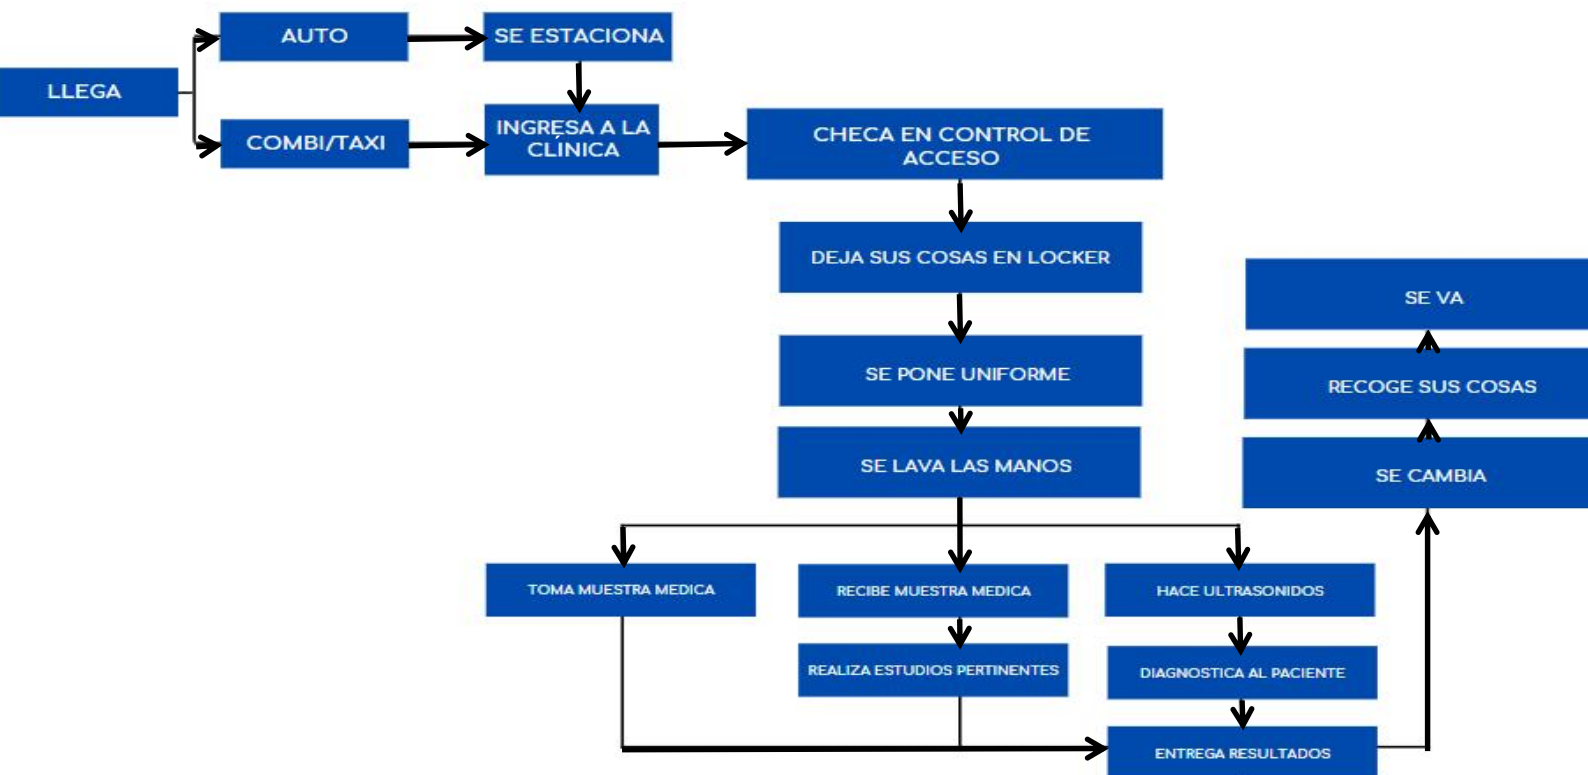 AUTO
SE ESTACIONA
LLEGA
COMBI/TAXI
INGRESA A LA
CLÍNICA
CHECA EN CONTROL DE
ACCESO
DEJA SUS COSAS EN LOCKER
SE PONE UNIFORME
SE LAVA LAS MANOS
TOMA MUESTRA MEDICA
RECIBE MUESTRA MEDICA
HACE ULTRASONIDOS
REALIZA ESTUDIOS PERTINENTES
DIAGNOSTICA AL PACIENTE
ENTREGA RESULTADOS
SE CAMBIA
RECOGE SUS COSAS
SE VA